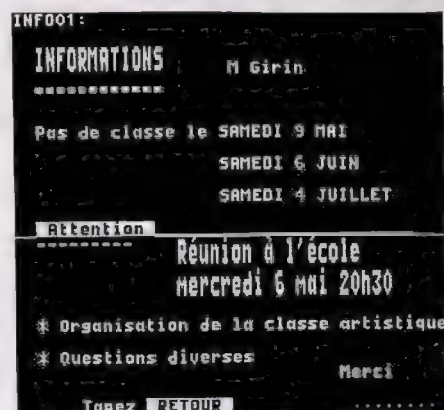 INFO01:
INFORMATIONS M Girin
Pas de classe le SAMEDI 9 MAI
SAMEDI 6 JUIN
SAMEDI 4 JUILLET
Attention
Réunion à l'école
mercredi 6 mai 20h30
* Organisation de la classe artistique
* Questions diverses
Merci
Tapez RETOUR